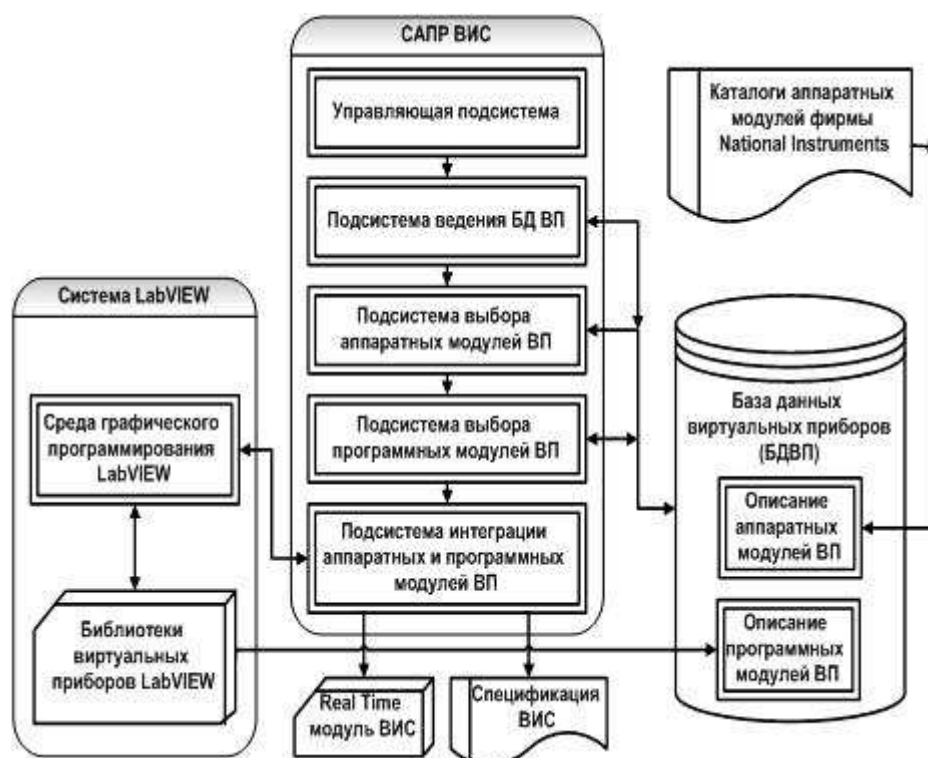 САПР ВИС
Управляющая подсистема
Подсистема ведения БД ВП
Подсистема выбора
аппаратных модулей ВП
Подсистема выбора
программных модулей ВП
Подсистема интеграции
аппаратных и программных
модулей ВП
Каталоги аппаратных
модулей фирмы
National Instruments
Система LabVIEW
Среда графического
программирования
LabVIEW
Библиотеки
виртуальных
приборов LabVIEW
База данных
виртуальных приборов
(БДВП)
Описание
аппаратных
модулей ВП
Описание
программных
модулей ВП
Real Time
модуль ВИС
Спецификация
ВИС